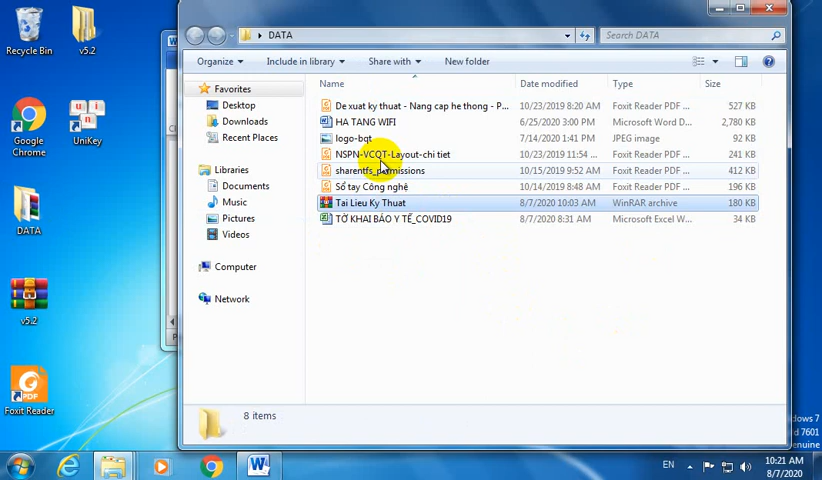 Recycle Bin
v5.2
Google
Chrome
UniKey
DATA
v5.2
Foxit Reader
DATA
Search DATA
Organize
Include in library
Share with
New folder
Favorites
Desktop
Downloads
Recent Places
Libraries
Documents
Music
Pictures
Videos
Computer
Network
Name Date modified Type Size
De xuat ky thuat - Nang cap he thong - P... 10/23/2019 8:20 AM Foxit Reader PDF ... 527 KB
HA TANG WIFI 6/25/2020 3:00 PM Microsoft Word D... 2,780 KB
logo-bqt 7/14/2020 1:41 PM JPEG image 92 KB
NSPN-VCQT-Layout-chi tiet 10/23/2019 11:54 ... Foxit Reader PDF ... 241 KB
sharentfs_permissions 10/15/2019 9:52 AM Foxit Reader PDF ... 412 KB
Sổ tay Công nghệ 10/14/2019 8:48 AM Foxit Reader PDF ... 196 KB
Tai Lieu Ky Thuat 8/7/2020 10:03 AM WinRAR archive 180 KB
TỜ KHAI BÁO Y TẾ_COVID19 8/7/2020 8:31 AM Microsoft Excel W... 34 KB
8 items
dows 7
d 7601
enuine
EN
10:21 AM
8/7/2020